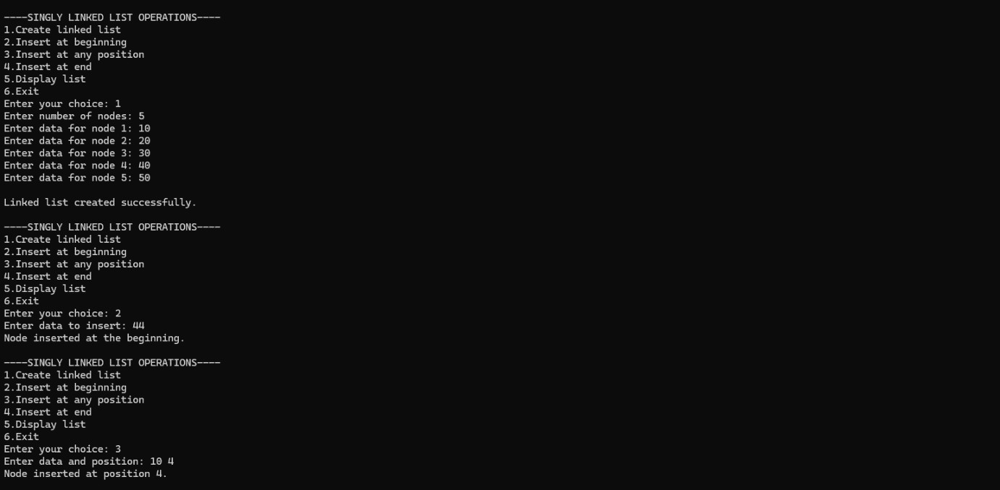 ----SINGLY LINKED LIST OPERATIONS----
1.Create linked list
2.Insert at beginning
3.Insert at any position
4.Insert at end
5.Display list
6.Exit
Enter your choice: 1
Enter number of nodes: 5
Enter data for node 1: 10
Enter data for node 2: 20
Enter data for node 3: 30
Enter data for node 4: 40
Enter data for node 5: 50

Linked list created successfully.

----SINGLY LINKED LIST OPERATIONS----
1.Create linked list
2.Insert at beginning
3.Insert at any position
4.Insert at end
5.Display list
6.Exit
Enter your choice: 2
Enter data to insert: 44
Node inserted at the beginning.

----SINGLY LINKED LIST OPERATIONS----
1.Create linked list
2.Insert at beginning
3.Insert at any position
4.Insert at end
5.Display list
6.Exit
Enter your choice: 3
Enter data and position: 10 4
Node inserted at position 4.